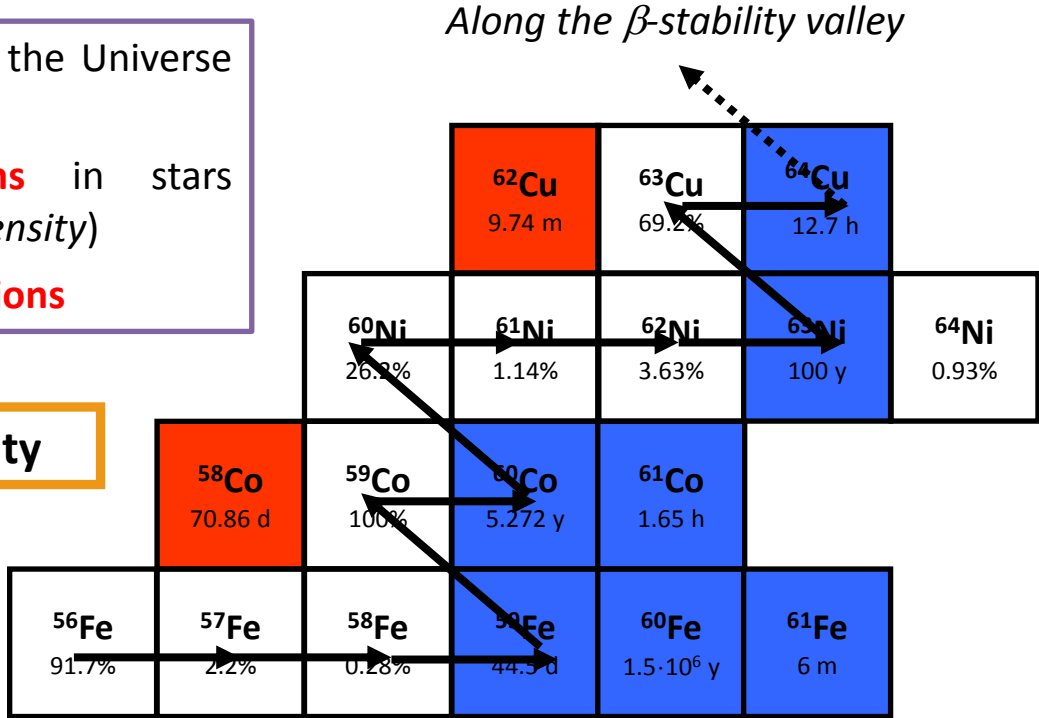 Along the β-stability valley
the Universe
ns in stars
ensity)
ions
ty
⁶²Cu
9.74 m
⁶³Cu
69.2%
⁶⁴Cu
12.7 h
⁶⁰Ni
26.2%
⁶¹Ni
1.14%
⁶²Ni
3.63%
⁶³Ni
100 y
⁶⁴Ni
0.93%
⁵⁸Co
70.86 d
⁵⁹Co
100%
⁶⁰Co
5.272 y
⁶¹Co
1.65 h
⁵⁶Fe
91.7%
⁵⁷Fe
2.2%
⁵⁸Fe
0.28%
⁵⁹Fe
44.5 d
⁶⁰Fe
1.5·10⁶ y
⁶¹Fe
6 m